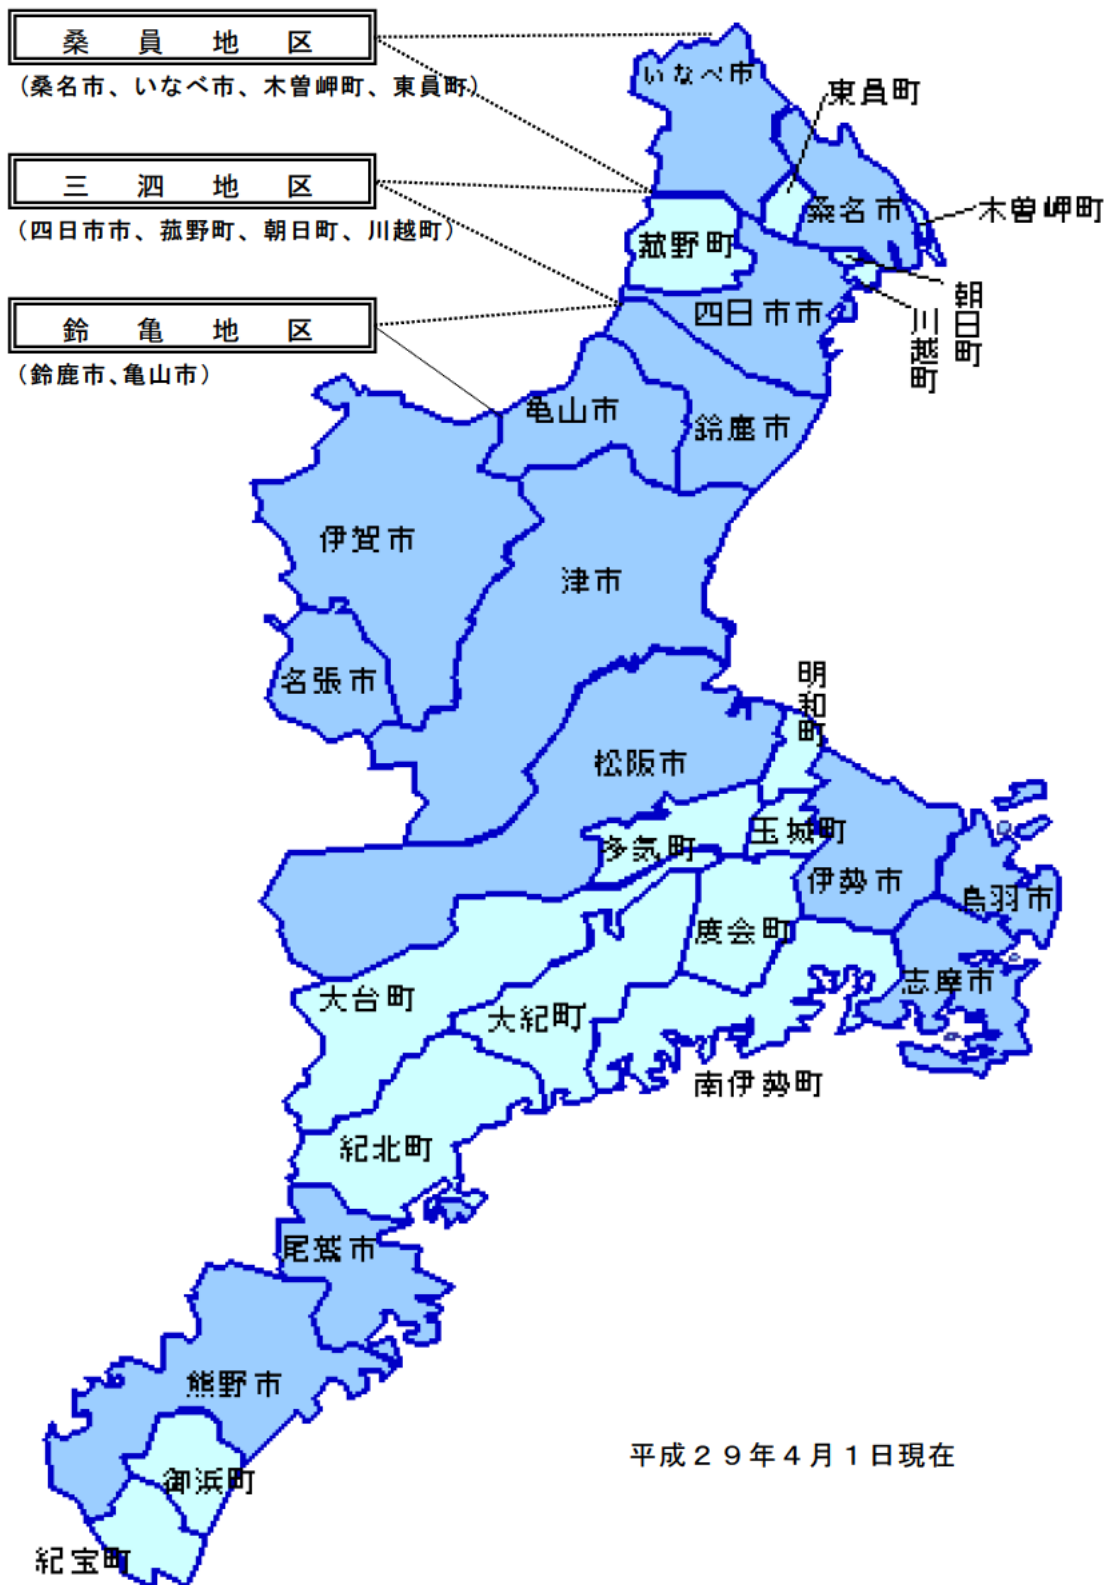 桑員地区
(桑名市、いなべ市、木曽岬町、東員町)
三泗地区
(四日市市、菰野町、朝日町、川越町)
鈴亀地区
(鈴鹿市、亀山市)
いなべ市
東員町
桑名市
木曽岬町
菰野町
朝日町
川越町
四日市市
亀山市
鈴鹿市
伊賀市
津市
名張市
明和町
松阪市
多気町
玉城町
伊勢市
鳥羽市
度会町
志摩市
大台町
大紀町
南伊勢町
紀北町
尾鷲市
熊野市
御浜町
紀宝町
平成29年4月1日現在